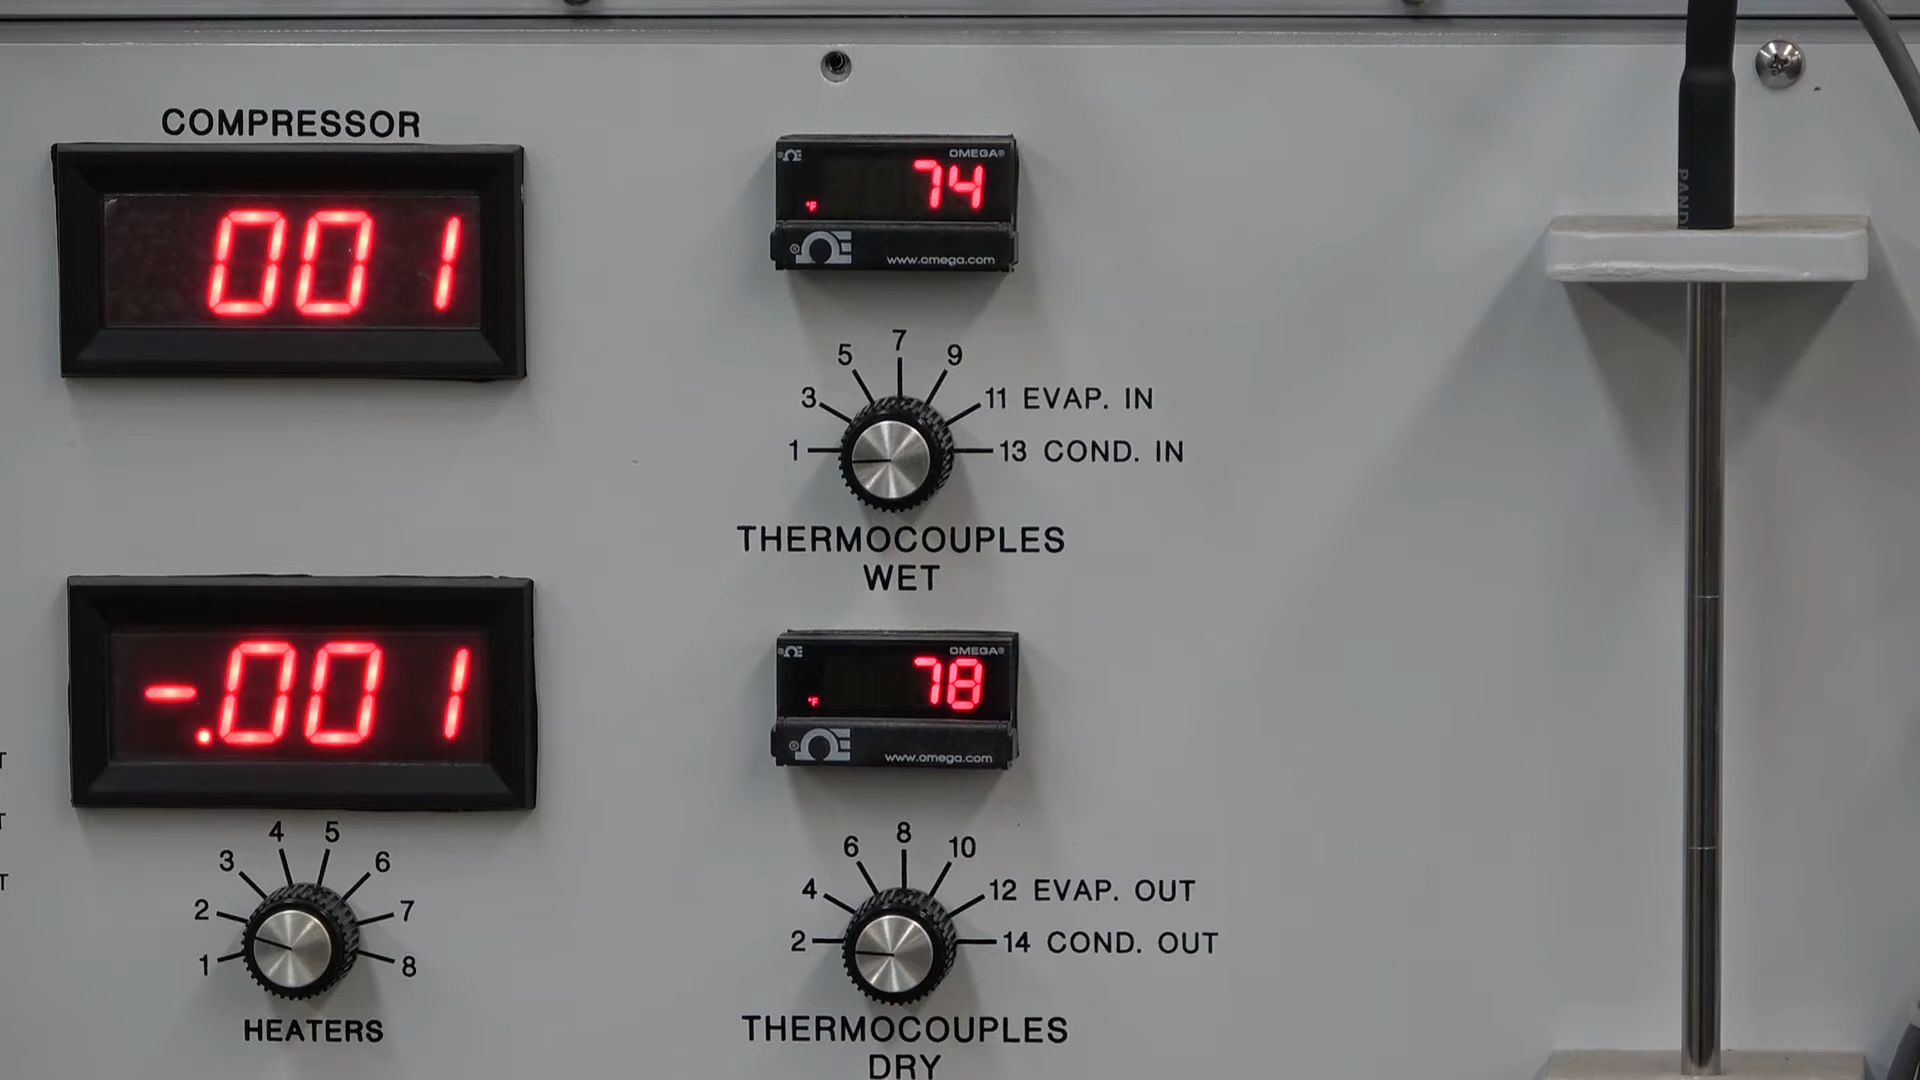 COMPRESSOR
001
OMEGA®
74
°F
www.omega.com
5 7 9
3 11 EVAP. IN
1 13 COND. IN
THERMOCOUPLES
WET
-.001
OMEGA®
78
°F
www.omega.com
4 5
3 6
2 7
1 8
HEATERS
6 8 10
4 12 EVAP. OUT
2 14 COND. OUT
THERMOCOUPLES
DRY
PAND
T
T
T